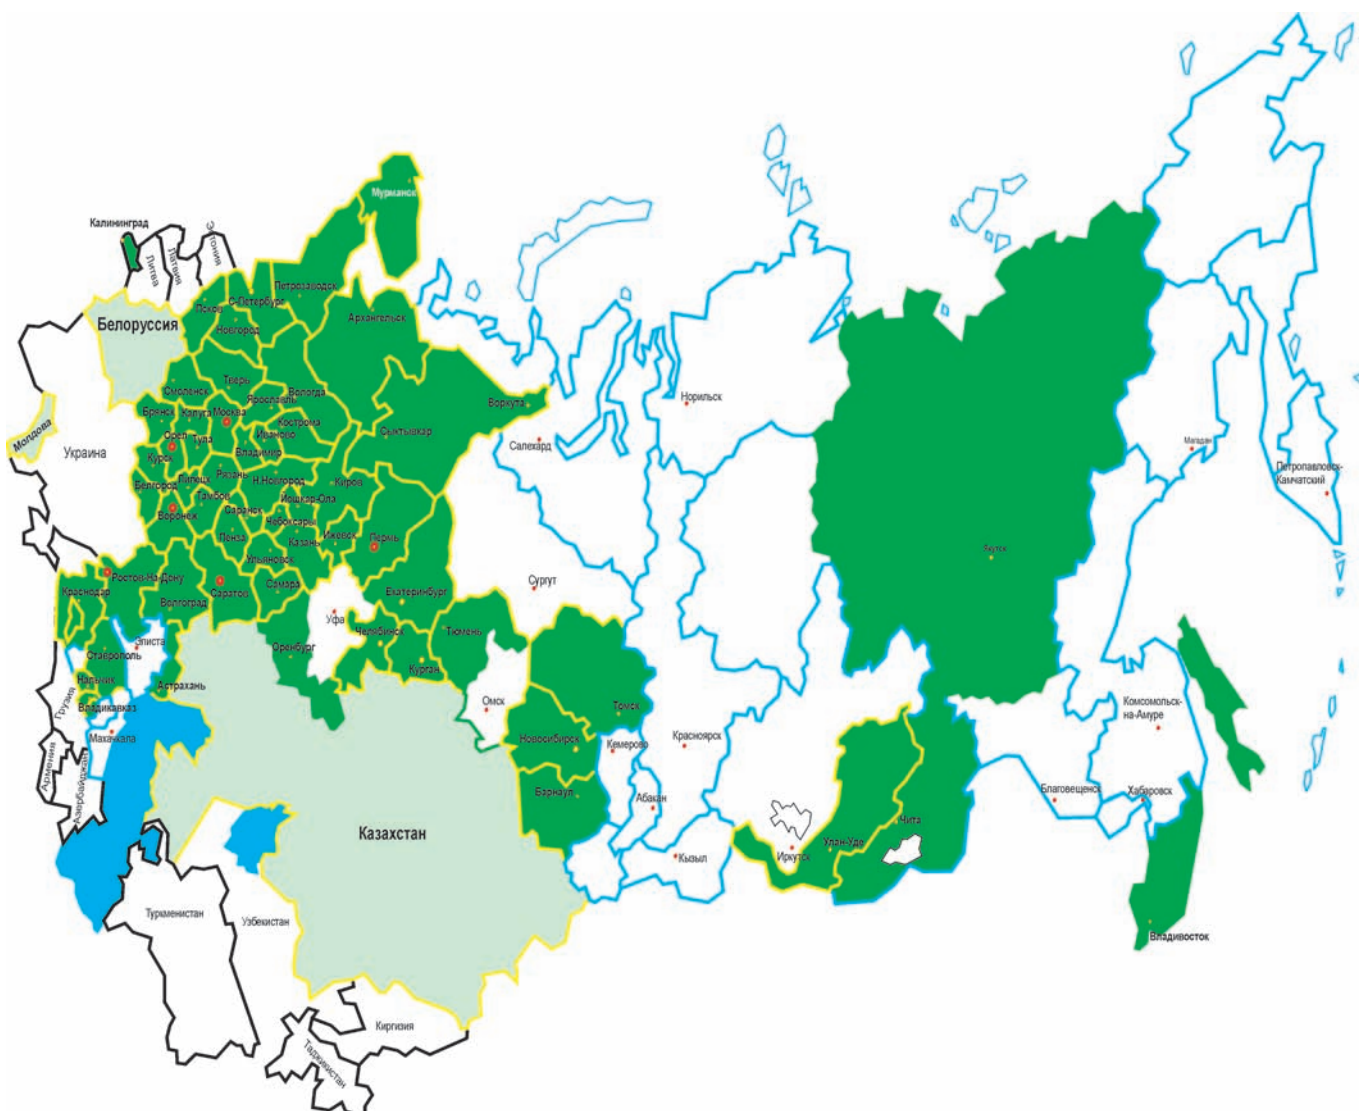 Мурманск
Калининград
Эстония
Латвия
Литва
Петрозаводск
С-Петербург
Псков
Новгород
Архангельск
Белоруссия
Тверь
Смоленск
Вологда
Ярославль
Воркута
Норильск
Брянск
Калуга
Москва
Кострома
Иваново
Сыктывкар
Орел
Тула
Владимир
Салехард
Магадан
Молдова
Украина
Курск
Рязань
Н.Новгород
Киров
Петропавловск-
Камчатский
Белгород
Липецк
Тамбов
Йошкар-Ола
Воронеж
Саранск
Чебоксары
Пенза
Казань
Ижевск
Пермь
Якутск
Ульяновск
Ростов-На-Дону
Самара
Сургут
Краснодар
Волгоград
Саратов
Екатеринбург
Уфа
Челябинск
Тюмень
Элиста
Ставрополь
Оренбург
Курган
Нальчик
Астрахань
Грузия
Владикавказ
Омск
Томск
Комсомольск-
на-Амуре
Махачкала
Новосибирск
Кемерово
Красноярск
Армения
Азербайджан
Барнаул
Абакан
Благовещенск
Хабаровск
Казахстан
Чита
Улан-Уде
Иркутск
Кызыл
Туркменистан
Узбекистан
Владивосток
Киргизия
Таджикистан